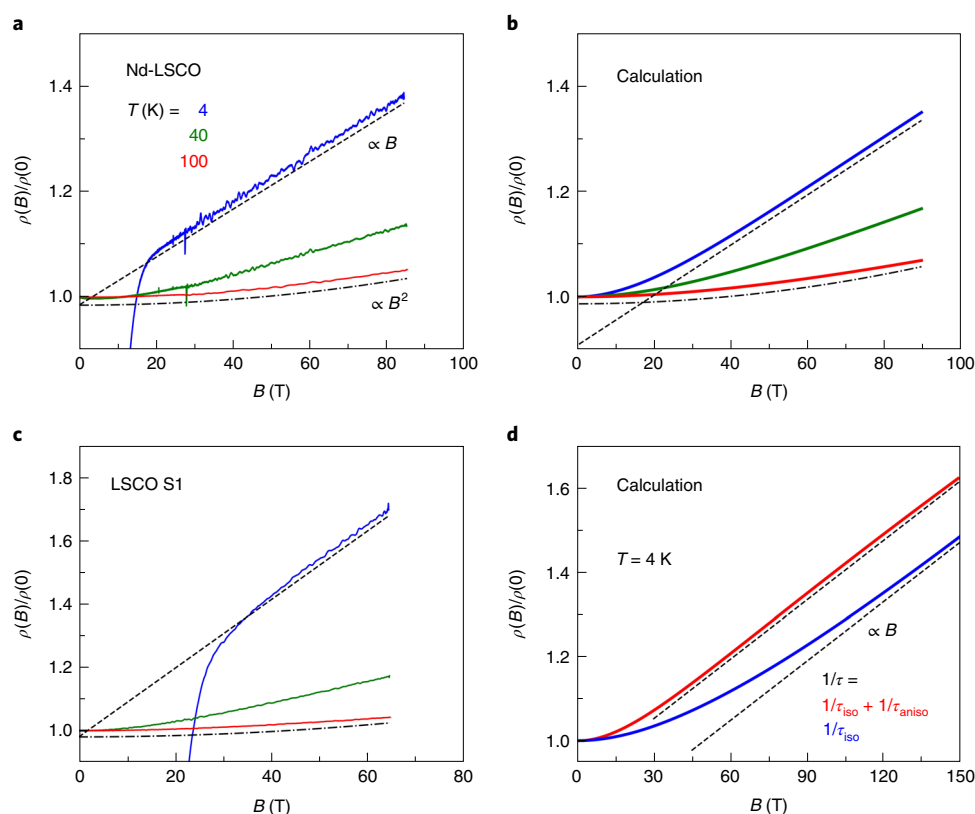 a
Nd-LSCO
T (K) = 4
40
100
∝ B
∝ B²
1.4
1.2
1.0
ρ(B)/ρ(0)
0 20 40 60 80 100
B (T)
b
Calculation
1.4
1.2
1.0
ρ(B)/ρ(0)
0 20 40 60 80 100
B (T)
c
LSCO S1
1.8
1.6
1.4
1.2
1.0
ρ(B)/ρ(0)
0 20 40 60 80
B (T)
d
Calculation
T = 4 K
∝ B
1/τ =
1/τiso + 1/τaniso
1/τiso
1.6
1.4
1.2
1.0
ρ(B)/ρ(0)
0 30 60 90 120 150
B (T)